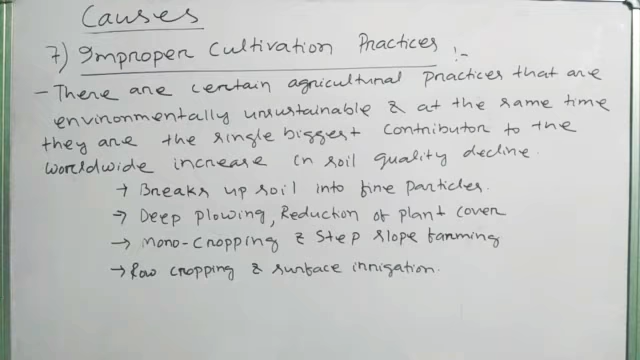 Causes
7) Improper Cultivation Practices :-
- There are certain agricultural practices that are
environmentally unsustainable & at the same time
they are the single biggest contributor to the
worldwide increase in soil quality decline.
→ Breaks up soil into fine particles.
→ Deep plowing, Reduction of plant cover
→ Mono-cropping & Step slope farming
→ Row cropping & surface irrigation.